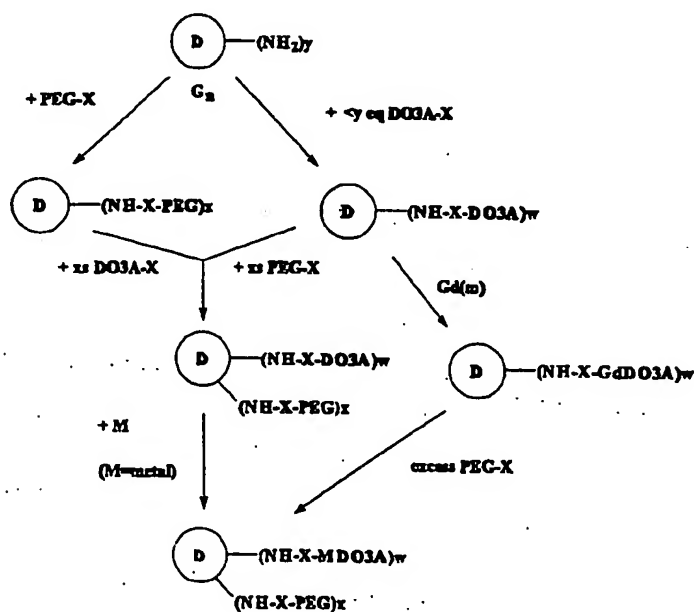 D —(NH₂)y
Gn
+ PEG-X
+ <y eq DO3A-X
D —(NH-X-PEG)x
D —(NH-X-DO3A)w
+ xs DO3A-X
+ xs PEG-X
Gd(m)
D —(NH-X-DO3A)w
(NH-X-PEG)x
D —(NH-X-GdDO3A)w
+ M
(M=metal)
excess PEG-X
D —(NH-X-MDO3A)w
(NH-X-PEG)x